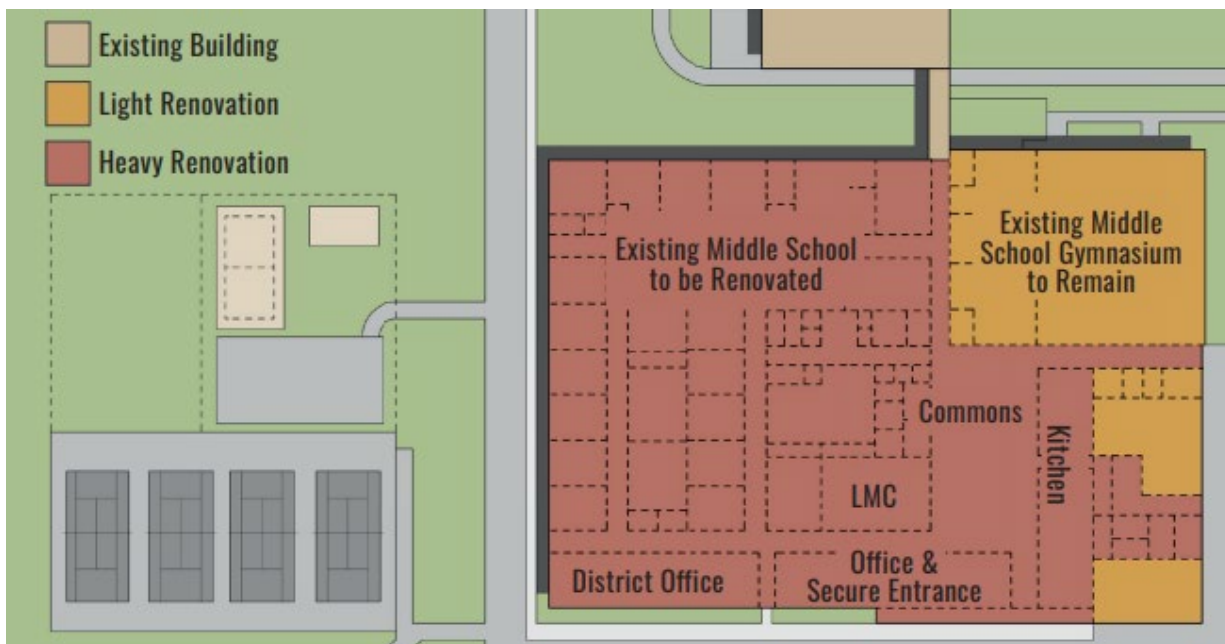 Existing Building
Light Renovation
Heavy Renovation
Existing Middle School
to be Renovated
Existing Middle
School Gymnasium
to Remain
Commons
Kitchen
LMC
District Office
Office &
Secure Entrance